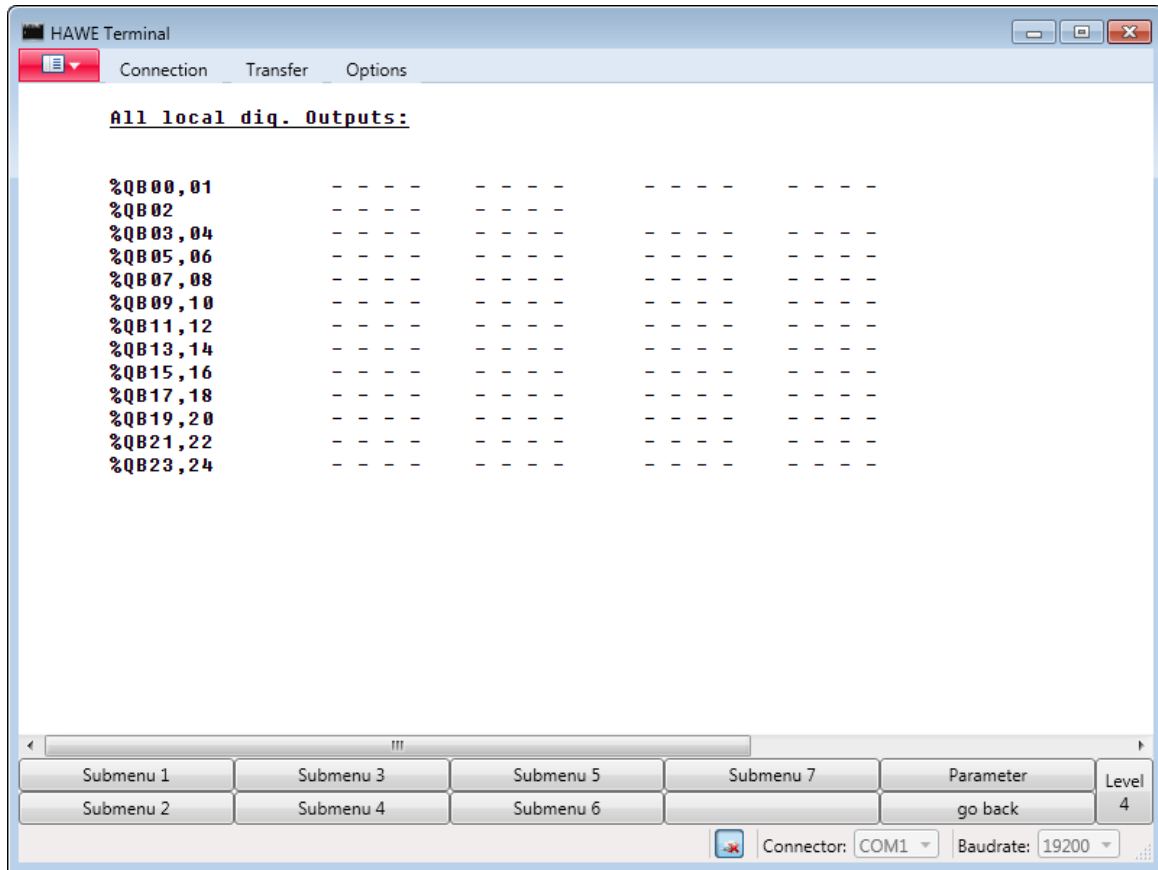 HAWE Terminal
Connection Transfer Options
All local dig. Outputs:
%QB00,01 - - - - - - - - - - - - - - - -
%QB02 - - - - - - - -
%QB03,04 - - - - - - - - - - - - - - - -
%QB05,06 - - - - - - - - - - - - - - - -
%QB07,08 - - - - - - - - - - - - - - - -
%QB09,10 - - - - - - - - - - - - - - - -
%QB11,12 - - - - - - - - - - - - - - - -
%QB13,14 - - - - - - - - - - - - - - - -
%QB15,16 - - - - - - - - - - - - - - - -
%QB17,18 - - - - - - - - - - - - - - - -
%QB19,20 - - - - - - - - - - - - - - - -
%QB21,22 - - - - - - - - - - - - - - - -
%QB23,24 - - - - - - - - - - - - - - - -
Submenu 1 Submenu 3 Submenu 5 Submenu 7 Parameter Level
Submenu 2 Submenu 4 Submenu 6 go back 4
Connector: COM1 Baudrate: 19200